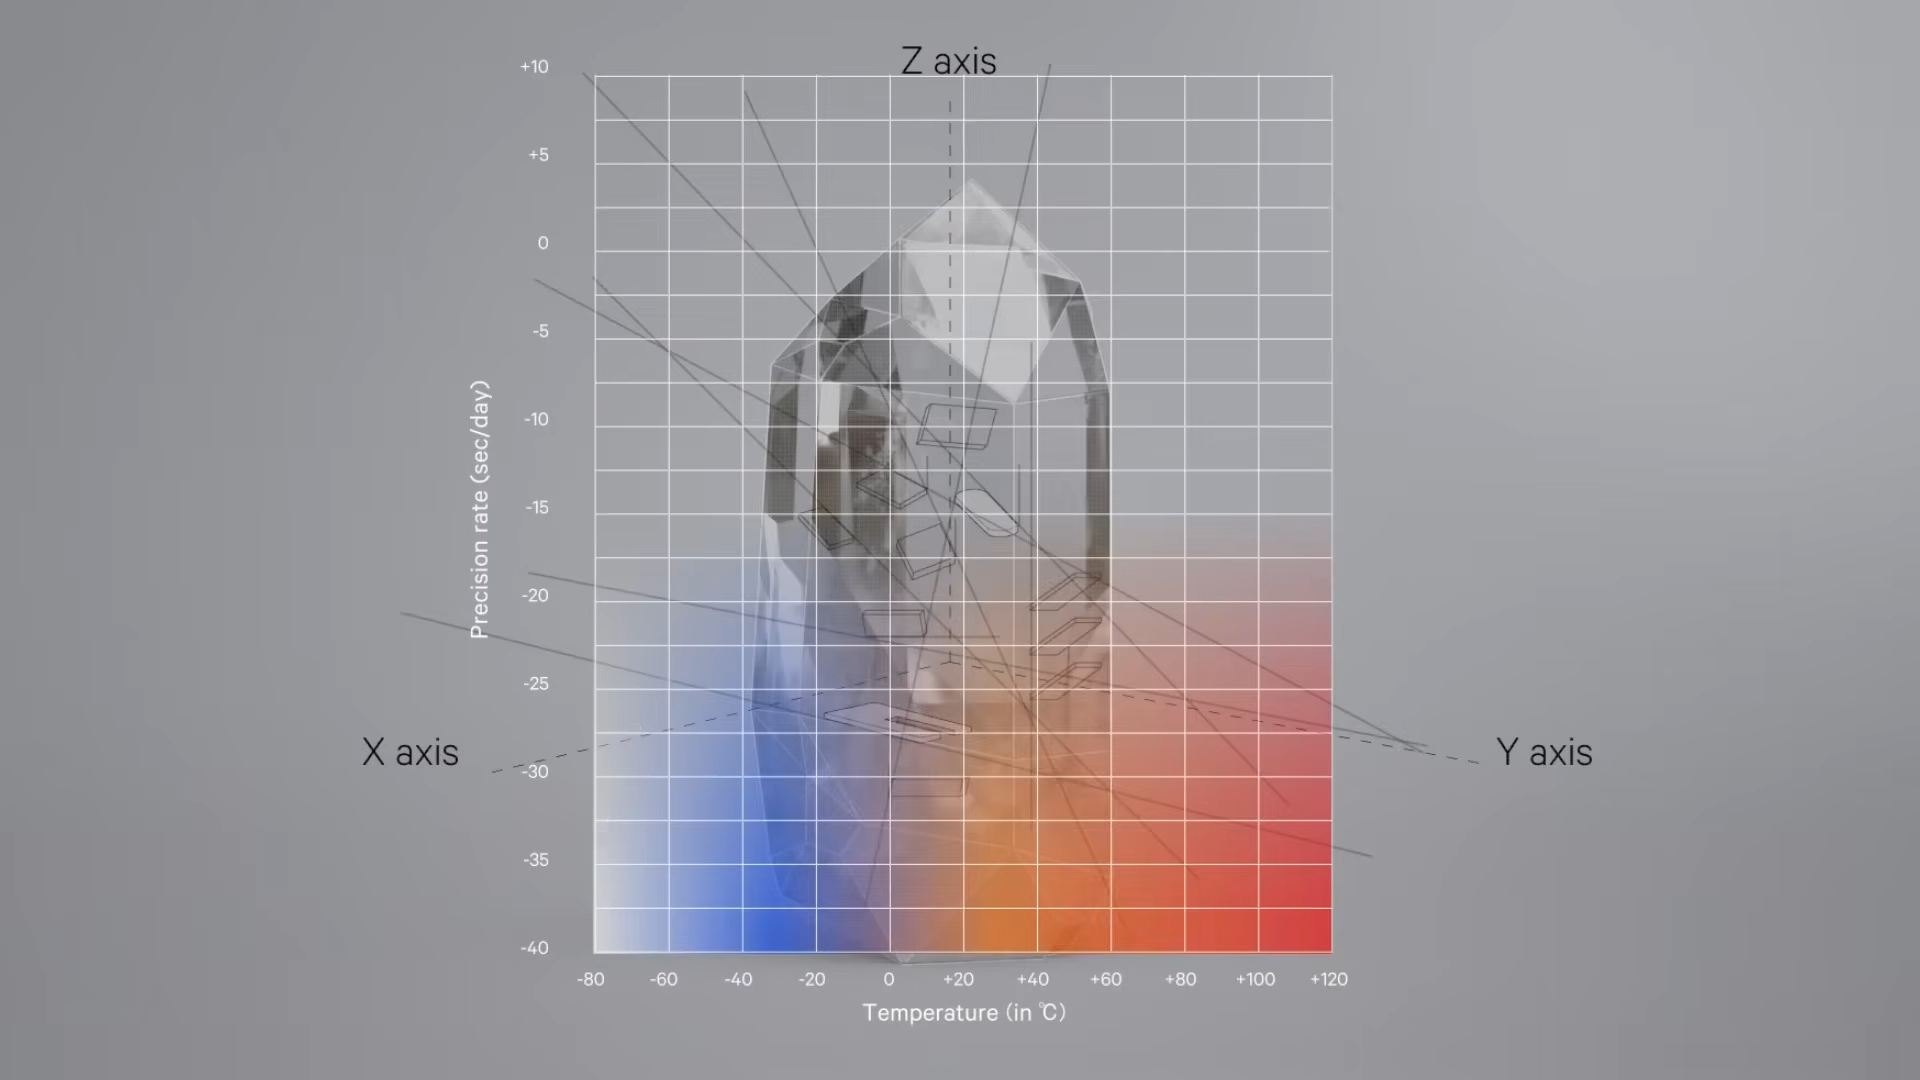 Z axis
+10
+5
0
-5
-10
-15
-20
-25
-30
-35
-40
Precision rate (sec/day)
X axis
Y axis
-80 -60 -40 -20 0 +20 +40 +60 +80 +100 +120
Temperature (in °C)